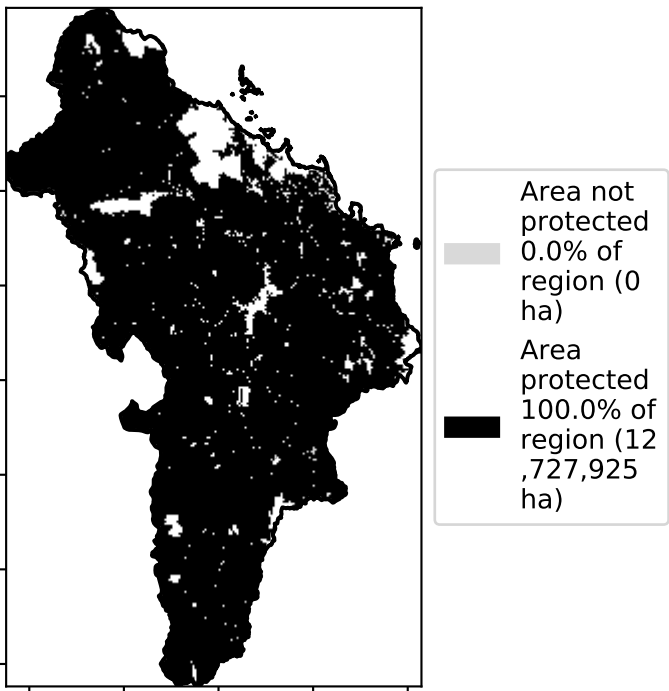 Area not
protected
0.0% of
region (0
ha)
Area
protected
100.0% of
region (12
,727,925
ha)